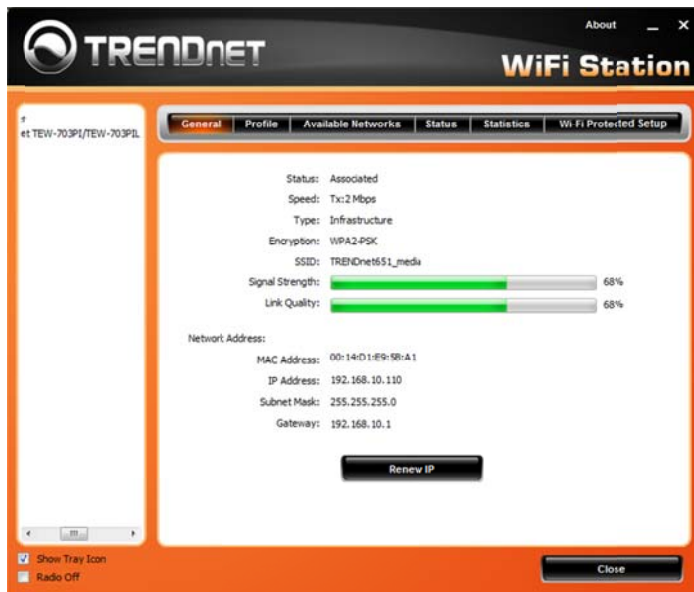 About
TRENDNET
WiFi Station
et TEW-703PI/TEW-703PIL
General Profile Available Networks Status Statistics Wi-Fi Protected Setup
Status: Associated
Speed: Tx:2 Mbps
Type: Infrastructure
Encryption: WPA2-PSK
SSID: TRENDnet651_media
Signal Strength: 68%
Link Quality: 68%
Network Address:
MAC Address: 00:14:D1:E9:5B:A1
IP Address: 192.168.10.110
Subnet Mask: 255.255.255.0
Gateway: 192.168.10.1
Renew IP
Show Tray Icon
Radio Off
Close